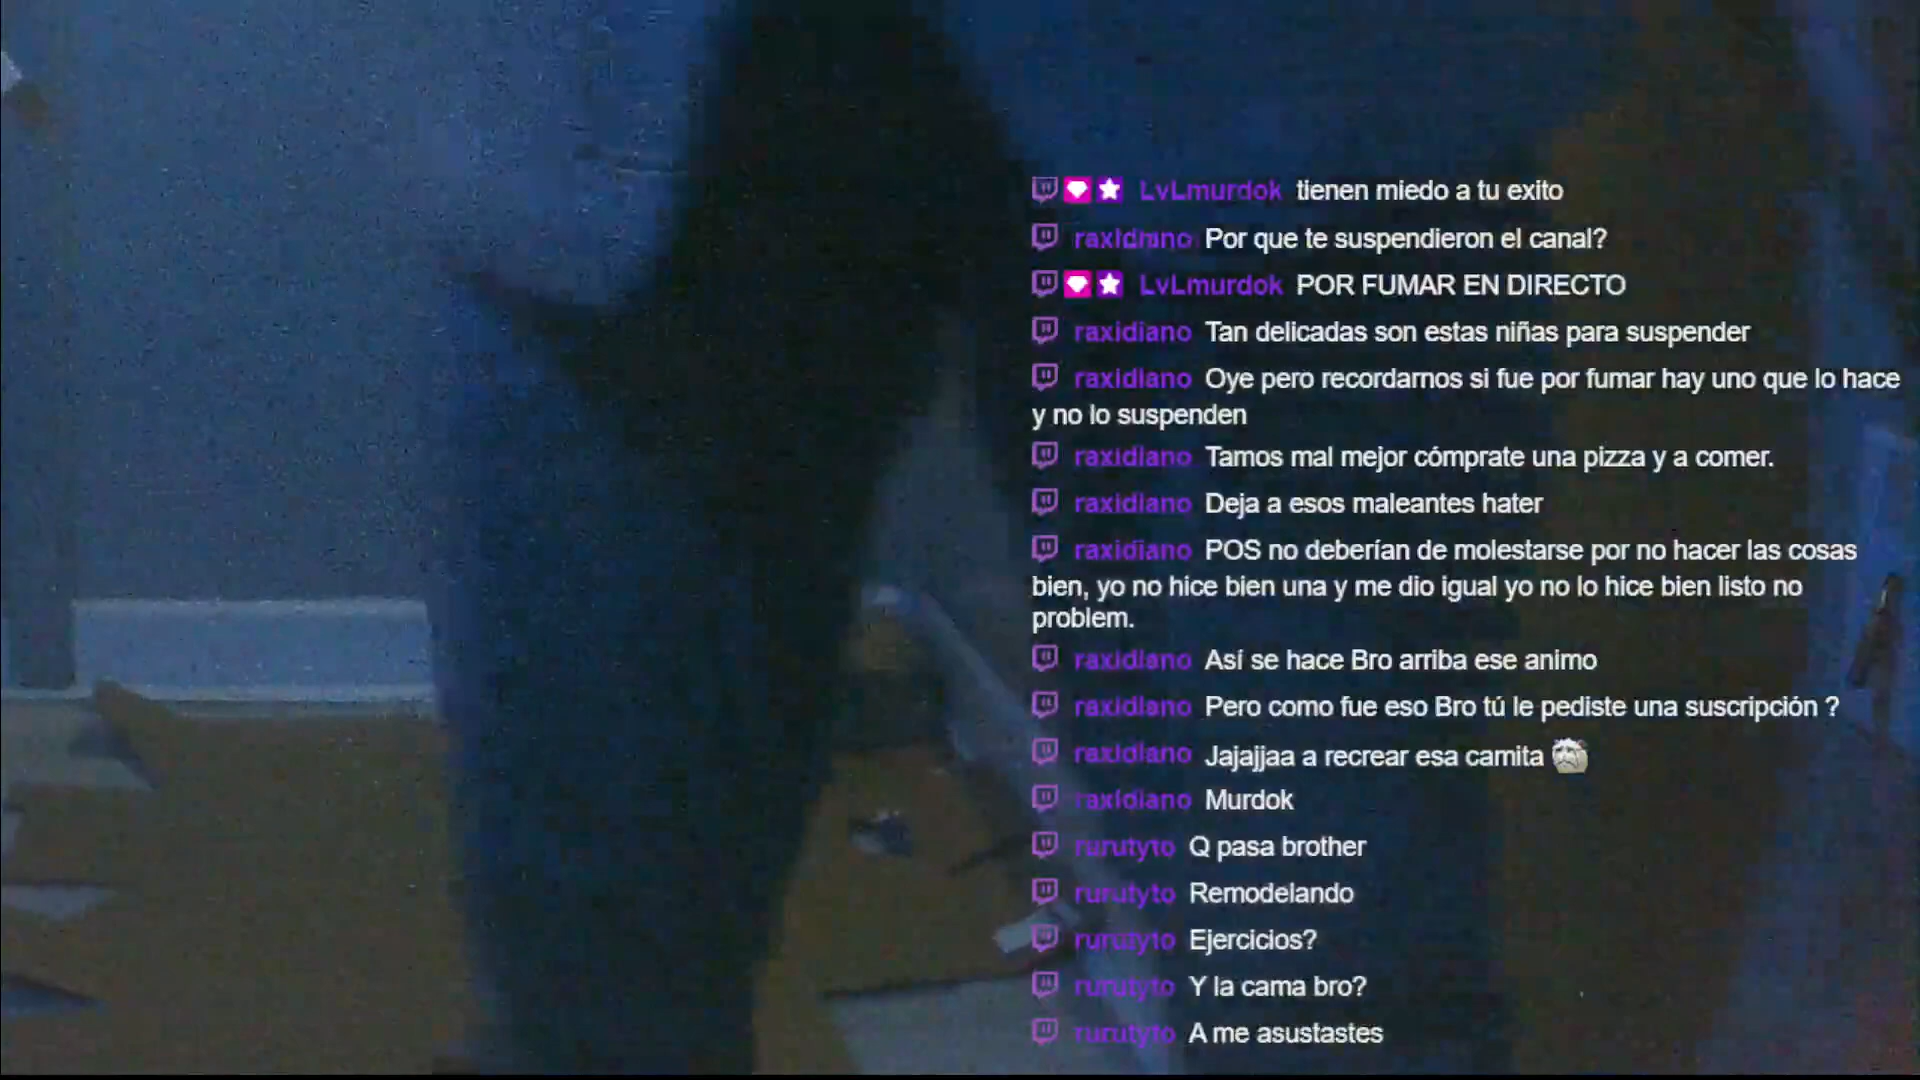 LvLmurdok tienen miedo a tu exito
raxidiano Por que te suspendieron el canal?
LvLmurdok POR FUMAR EN DIRECTO
raxidiano Tan delicadas son estas niñas para suspender
raxidiano Oye pero recordarnos si fue por fumar hay uno que lo hace
y no lo suspenden
raxidiano Tamos mal mejor cómprate una pizza y a comer.
raxidiano Deja a esos maleantes hater
raxidiano POS no deberían de molestarse por no hacer las cosas
bien, yo no hice bien una y me dio igual yo no lo hice bien listo no
problem.
raxidiano Así se hace Bro arriba ese animo
raxidiano Pero como fue eso Bro tú le pediste una suscripción ?
raxidiano Jajajjaa a recrear esa camita
raxidiano Murdok
rurutyto Q pasa brother
rurutyto Remodelando
rurutyto Ejercicios?
rurutyto Y la cama bro?
rurutyto A me asustastes